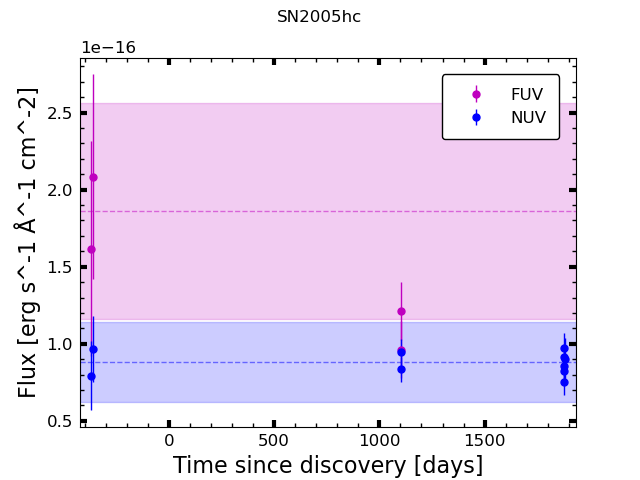 SN2005hc
1e−16
FUV
NUV
2.5
2.0
1.5
1.0
0.5
Flux [erg s^-1 Å^-1 cm^-2]
0 500 1000 1500
Time since discovery [days]